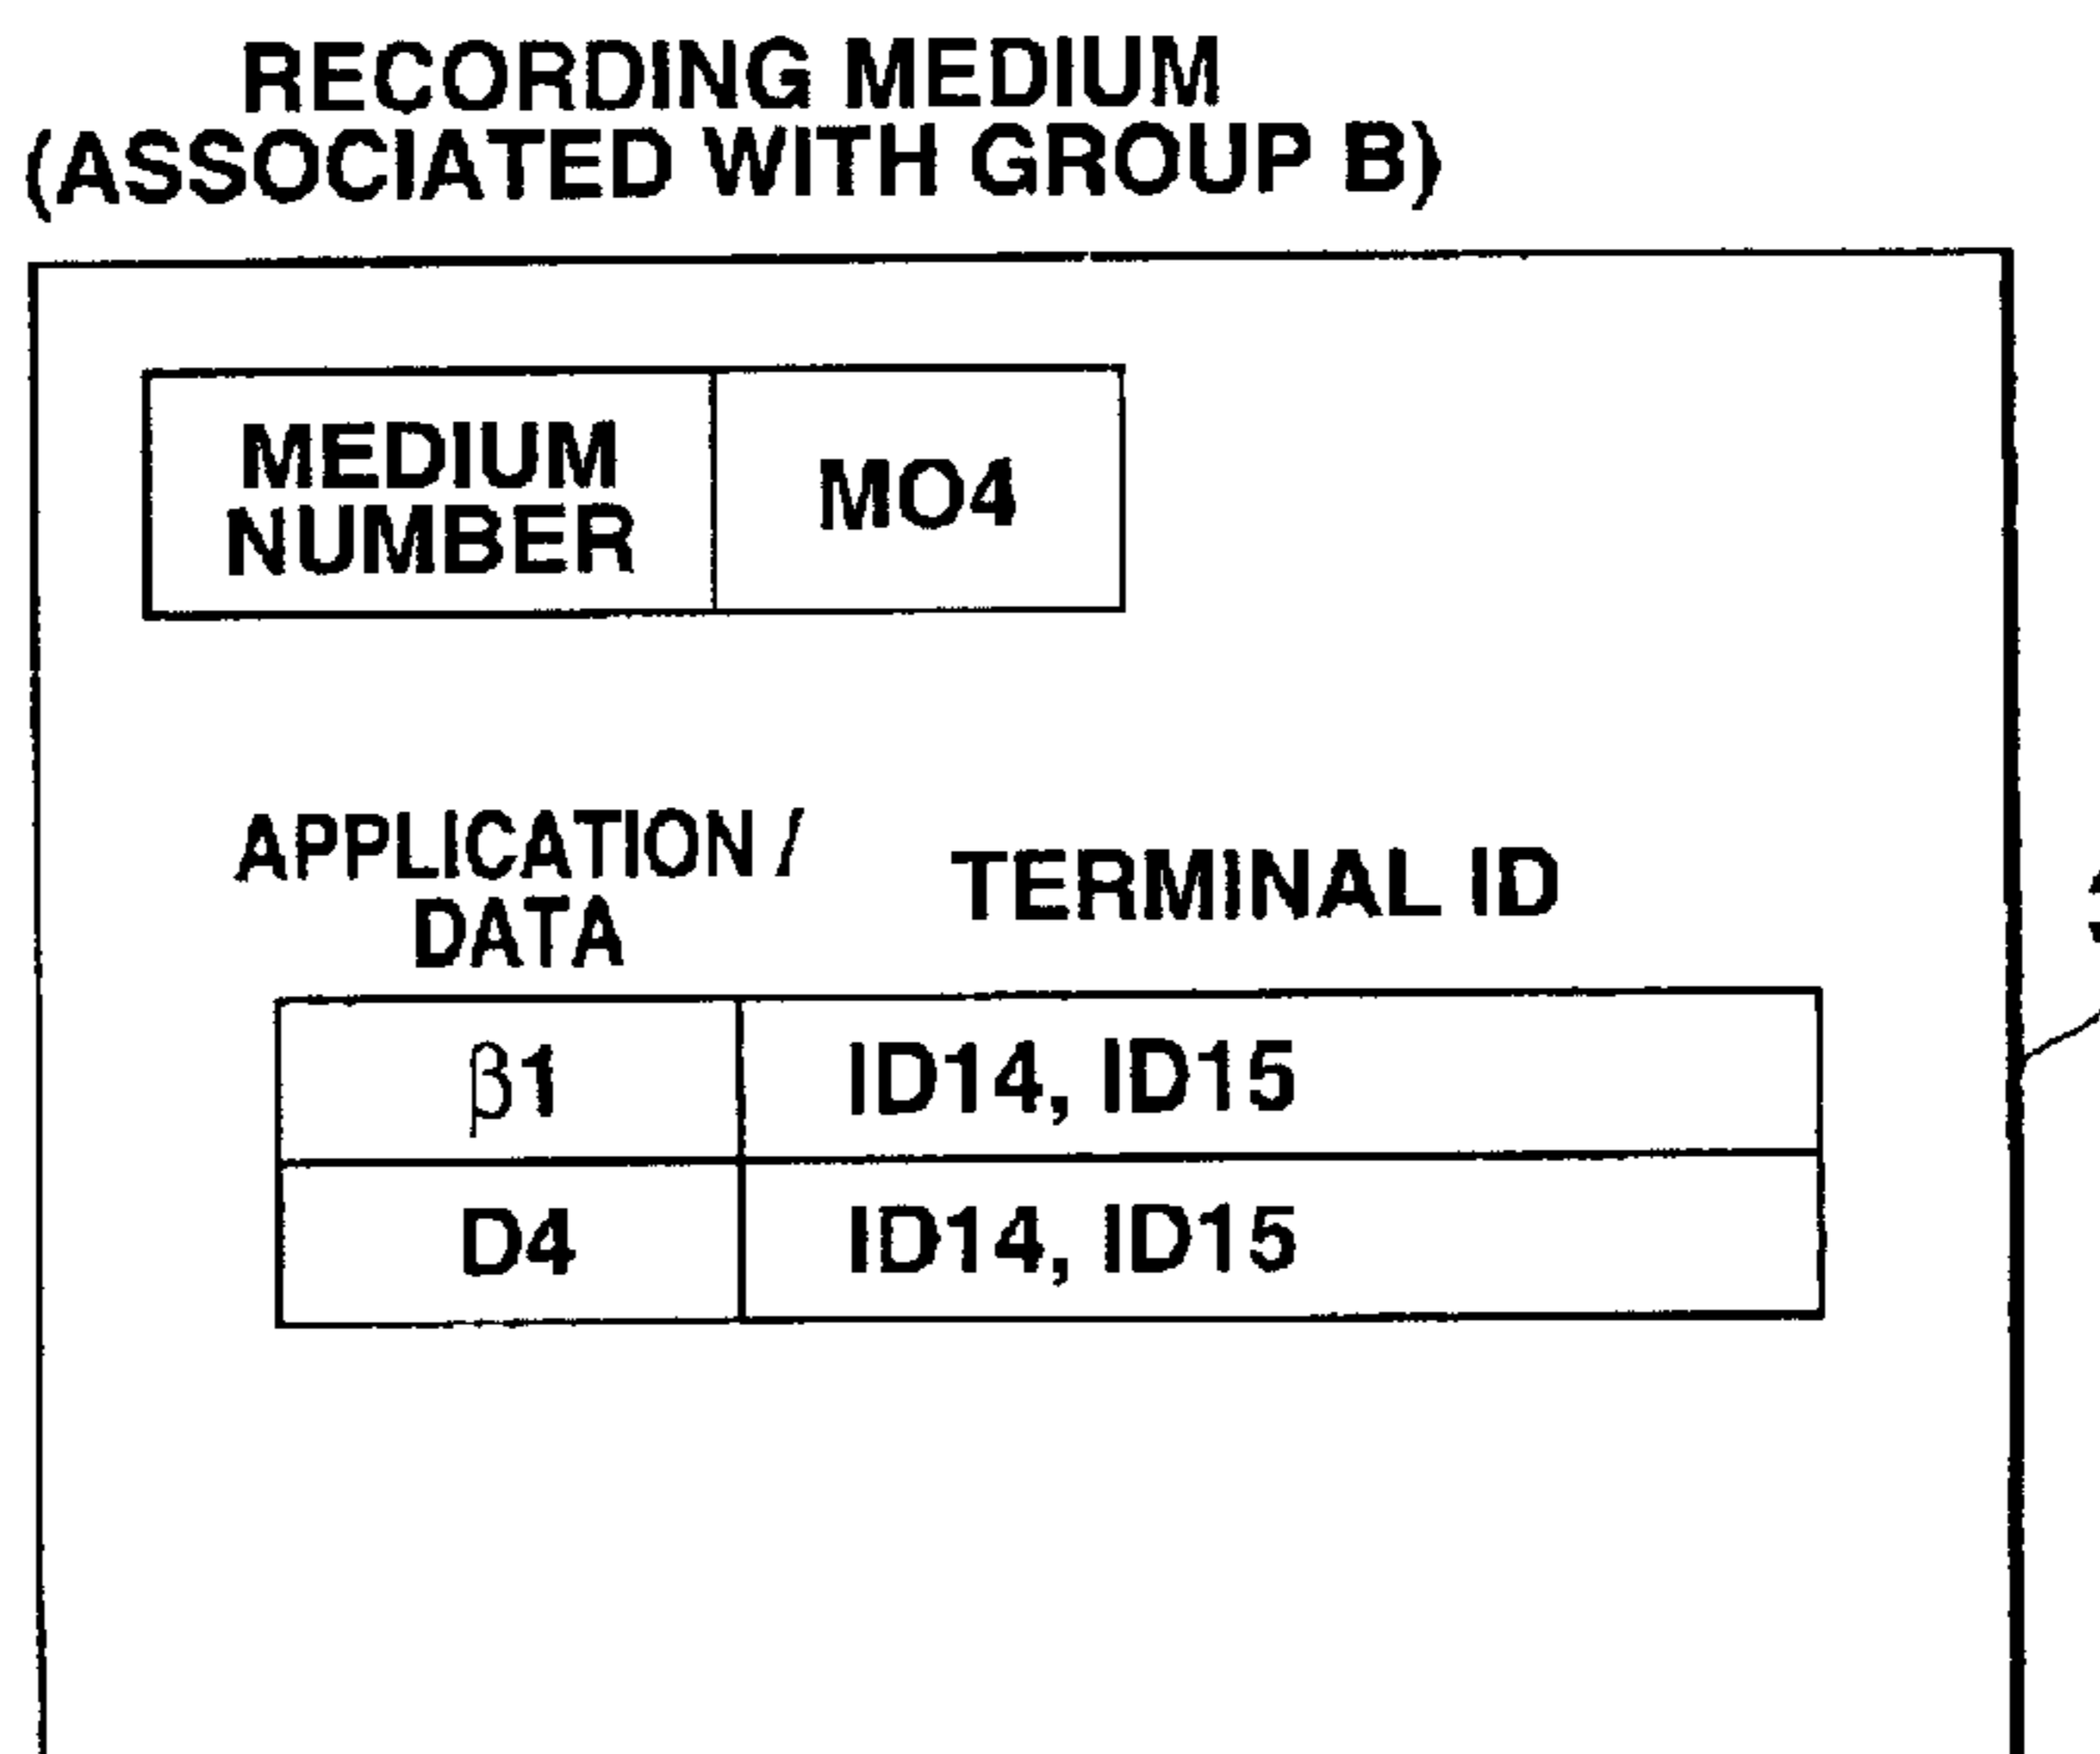 RECORDING MEDIUM
(ASSOCIATED WITH GROUP B)
MEDIUM
NUMBER
MO4
APPLICATION /
DATA
TERMINAL ID
β1
ID14, ID15
D4
ID14, ID15